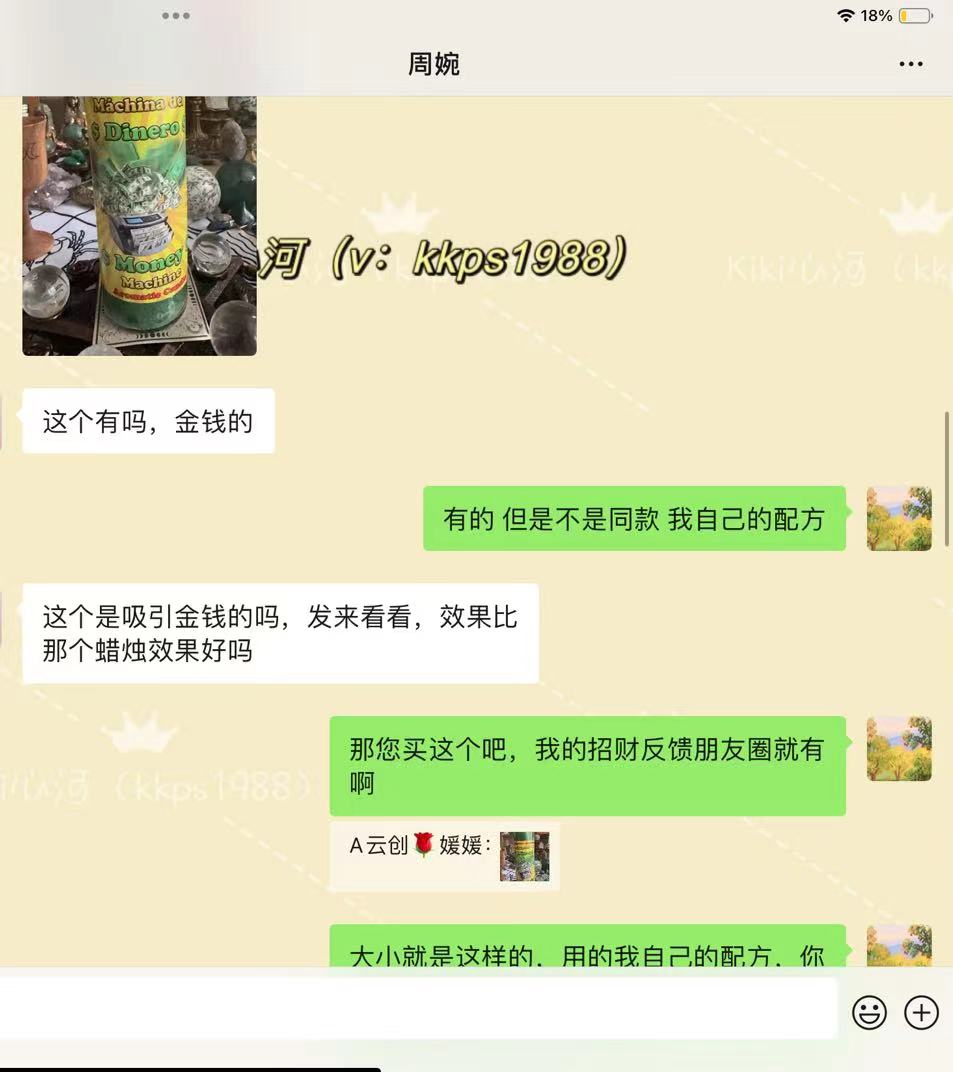 18%
周婉
Máchina de
$ Dinero $
$ Money $
Machine
河（v：kkps1988）
Kiki小河（kk
这个有吗，金钱的
有的 但是不是同款 我自己的配方
这个是吸引金钱的吗，发来看看，效果比
那个蜡烛效果好吗
那您买这个吧，我的招财反馈朋友圈就有
啊
（kkps1988）
A云创🌹媛媛：
大小就是这样的，用的我自己的配方，你